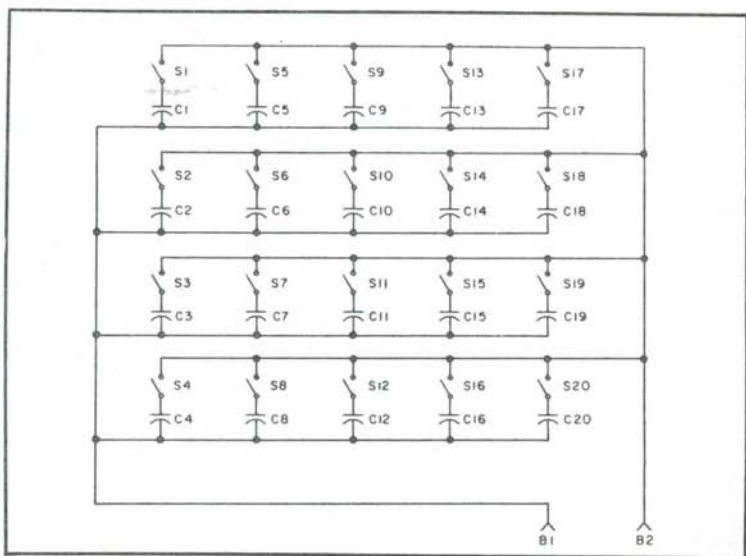 S1 S5 S9 S13 S17
C1 C5 C9 C13 C17
S2 S6 S10 S14 S18
C2 C6 C10 C14 C18
S3 S7 S11 S15 S19
C3 C7 C11 C15 C19
S4 S8 S12 S16 S20
C4 C8 C12 C16 C20
B1 B2